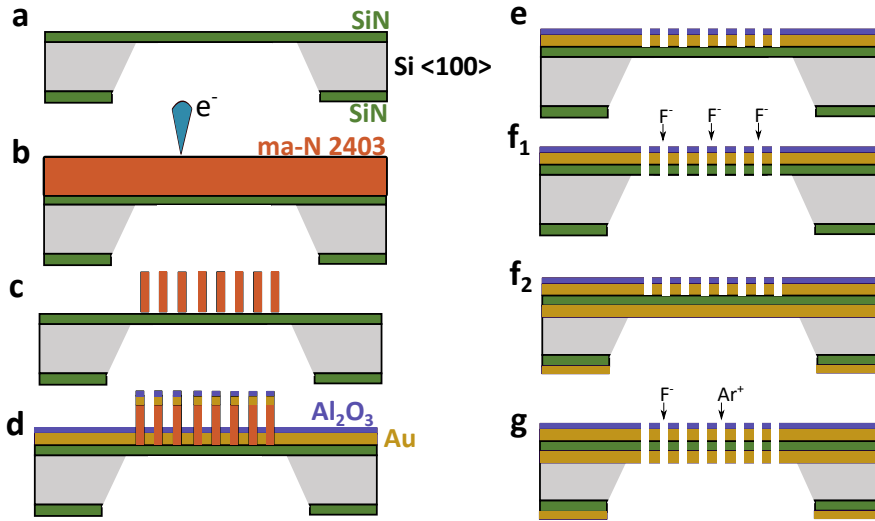 a
SiN
Si <100>
SiN
e-
b
ma-N 2403
c
d
Al2O3
Au
e
F- F- F-
f1
f2
F- Ar+
g